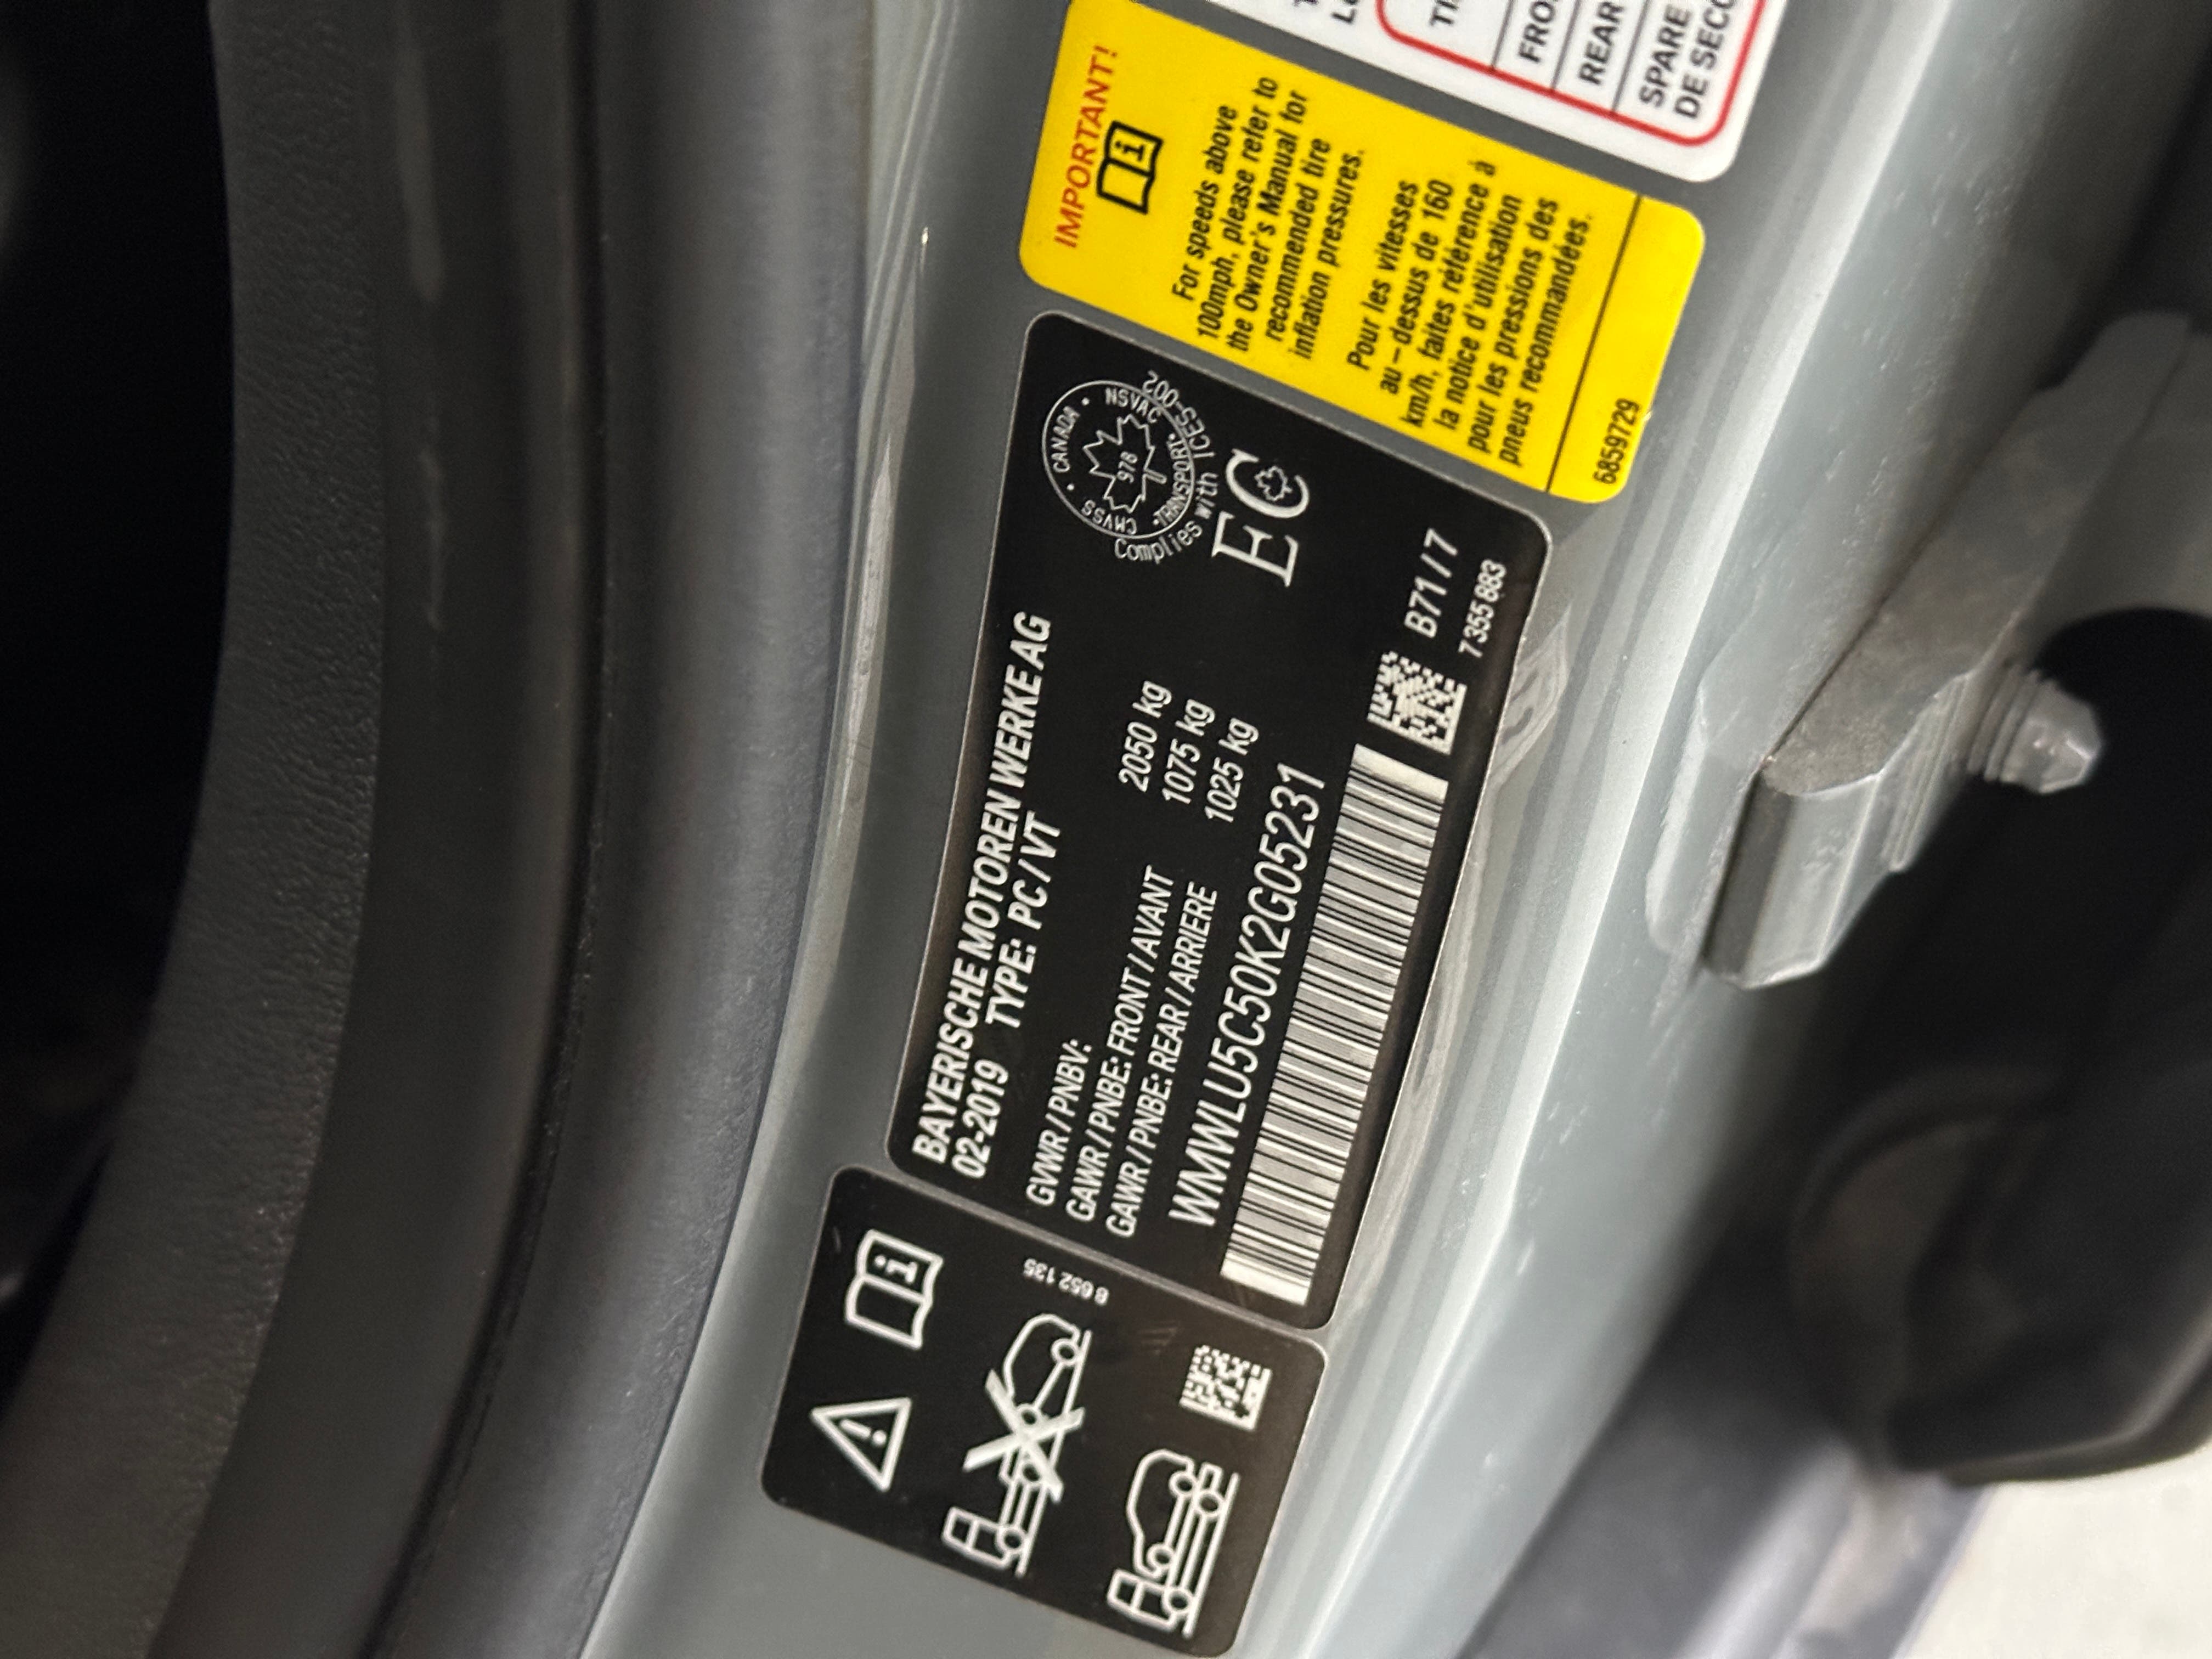 BAYERISCHE MOTOREN WERKE AG
02-2019 TYPE: PC/VT
GVWR/PNBV: 2050 kg
GAWR/PNBE: FRONT/AVANT 1075 kg
GAWR/PNBE: REAR/ARRIERE 1025 kg
WMWLU5C50K2G05231
B71/7
7 355 883
CANADA • NSVAC • TRANSPORT • CMVSS
978
Complies with ICES-002
EC
IMPORTANT!
For speeds above
100mph, please refer to
the Owner's Manual for
recommended tire
inflation pressures.
Pour les vitesses
au – dessus de 160
km/h, faites référence à
la notice d'utilisation
pour les pressions des
pneus recommandées.
6859729
FRO
REAR
SPARE
DE SECO